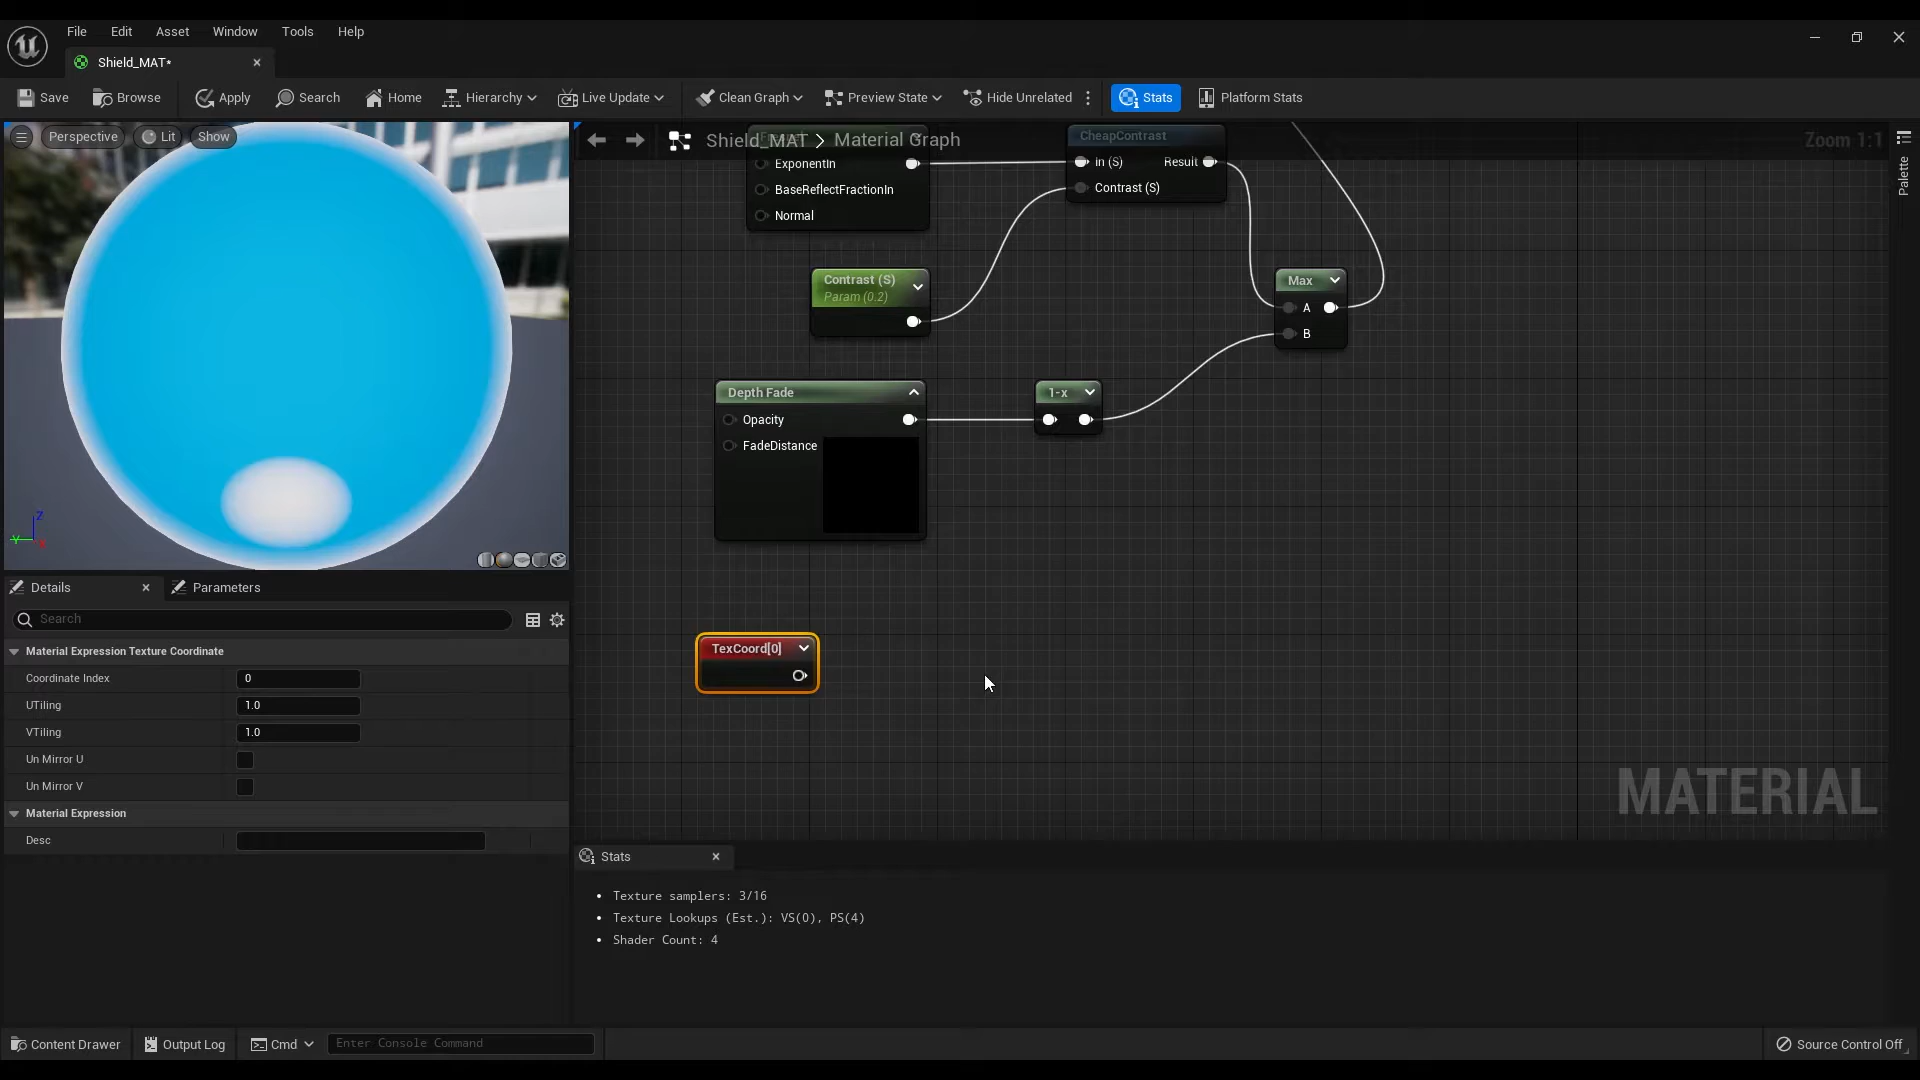 File Edit Asset Window Tools Help
Shield_MAT*
Save Browse Apply Search Home Hierarchy Live Update Clean Graph Preview State Hide Unrelated Stats Platform Stats
Perspective Lit Show
Shield_MAT > Material Graph
Zoom 1:1
Palette
Fresnel
ExponentIn
BaseReflectFractionIn
Normal
CheapContrast
In (S) Result
Contrast (S)
Contrast (S)
Param (0.2)
Max
A
B
Depth Fade
Opacity
FadeDistance
1-x
TexCoord[0]
MATERIAL
Z
Y
Details Parameters
Search
Material Expression Texture Coordinate
Coordinate Index 0
UTiling 1.0
VTiling 1.0
Un Mirror U
Un Mirror V
Material Expression
Desc
Stats
Texture samplers: 3/16
Texture Lookups (Est.): VS(0), PS(4)
Shader Count: 4
Content Drawer Output Log Cmd Enter Console Command Source Control Off